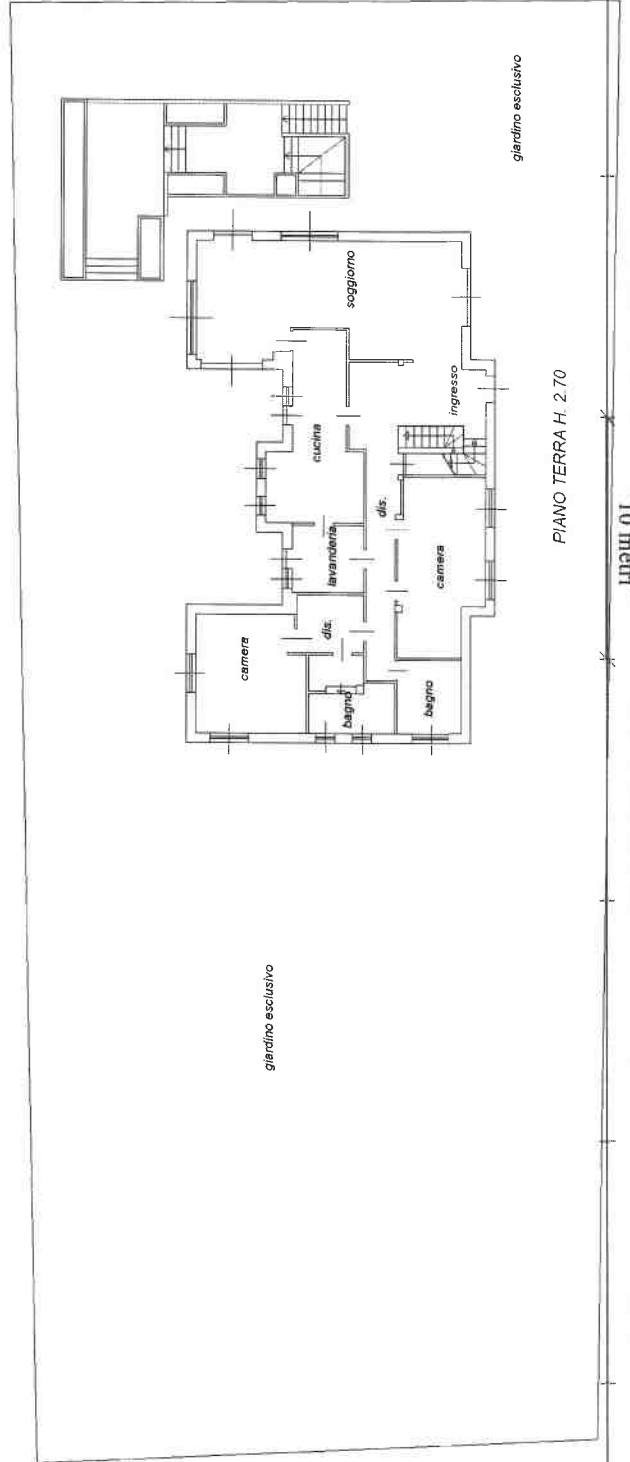 giardino esclusivo
soggiorno
ingresso
cucina
dis.
lavanderia
camera
dis.
camera
bagno
bagno
PIANO TERRA H. 2.70
10 metri
giardino esclusivo